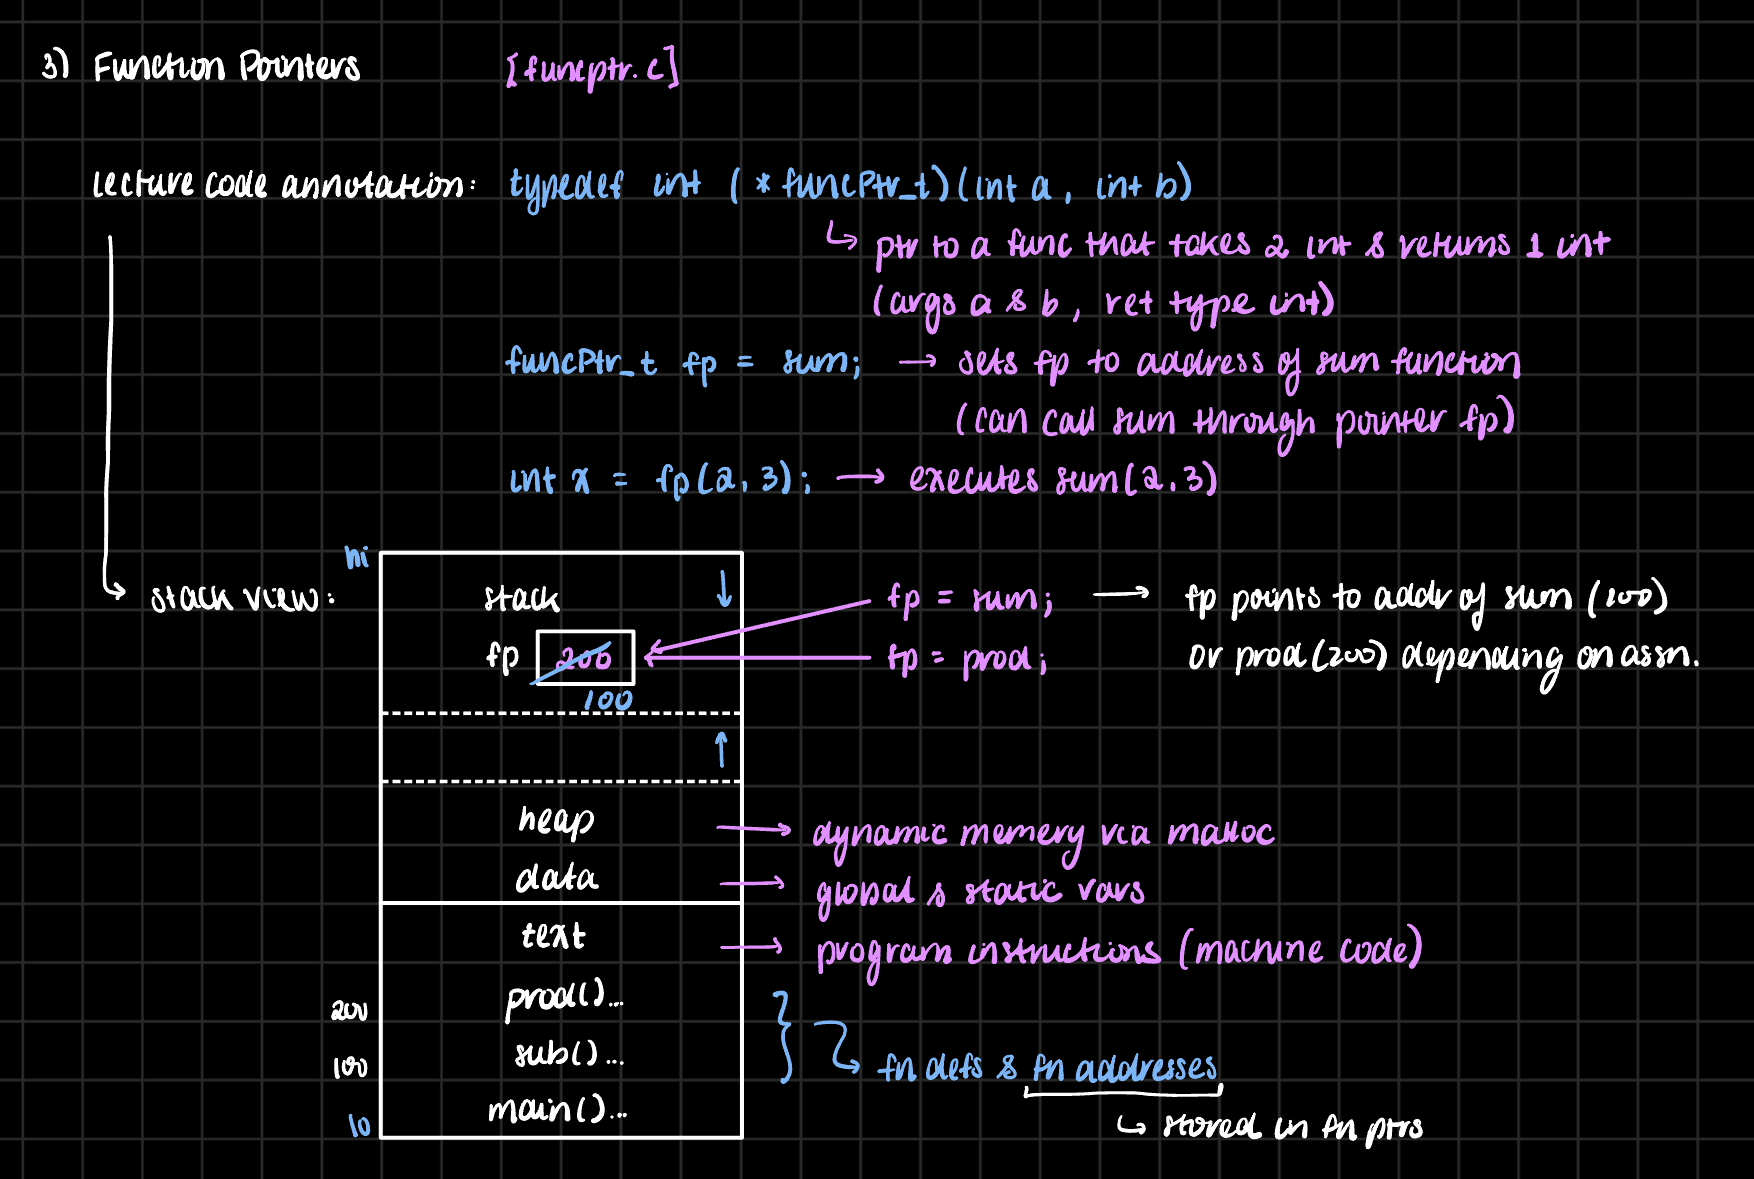 3) Function Pointers [funcptr.c]
lecture code annotation: typedef int (*funcPtr_t)(int a, int b)
↳ ptr to a func that takes 2 int & returns 1 int
(args a & b, ret type int)
funcPtr_t fp = sum; → sets fp to address of sum function
(can call sum through pointer fp)
int x = fp(2,3); → executes sum(2,3)
hi
stack view: stack ↓ fp = sum; → fp points to addr of sum (100)
fp 200 fp = prod; or prod(200) depending on assn.
100
↑
heap → dynamic memery via malloc
data → global & static vars
text → program instructions (machine code)
200 prod()...
100 sub()... fn defs & fn addresses
lo main()... ↳ stored in fn ptrs